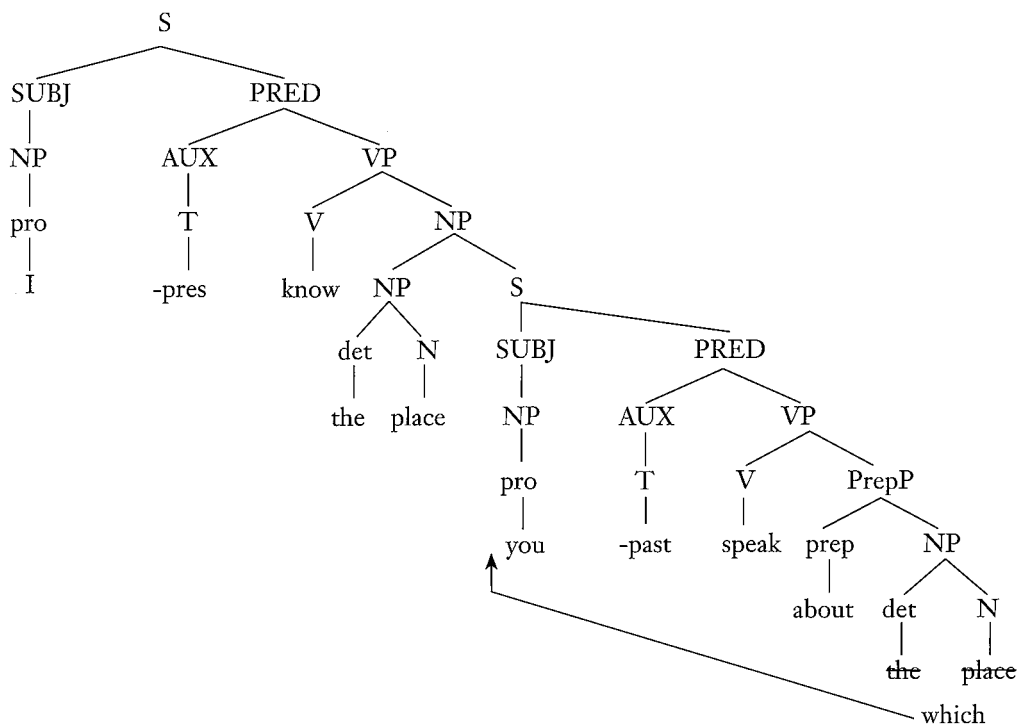 S
SUBJ PRED
NP AUX VP
pro T V NP
I -pres know NP S
det N SUBJ PRED
the place NP AUX VP
pro T V PrepP
you -past speak prep NP
about det N
the place
which